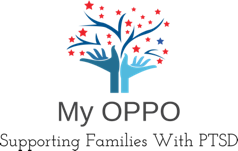 My OPPO
Supporting Families With PTSD